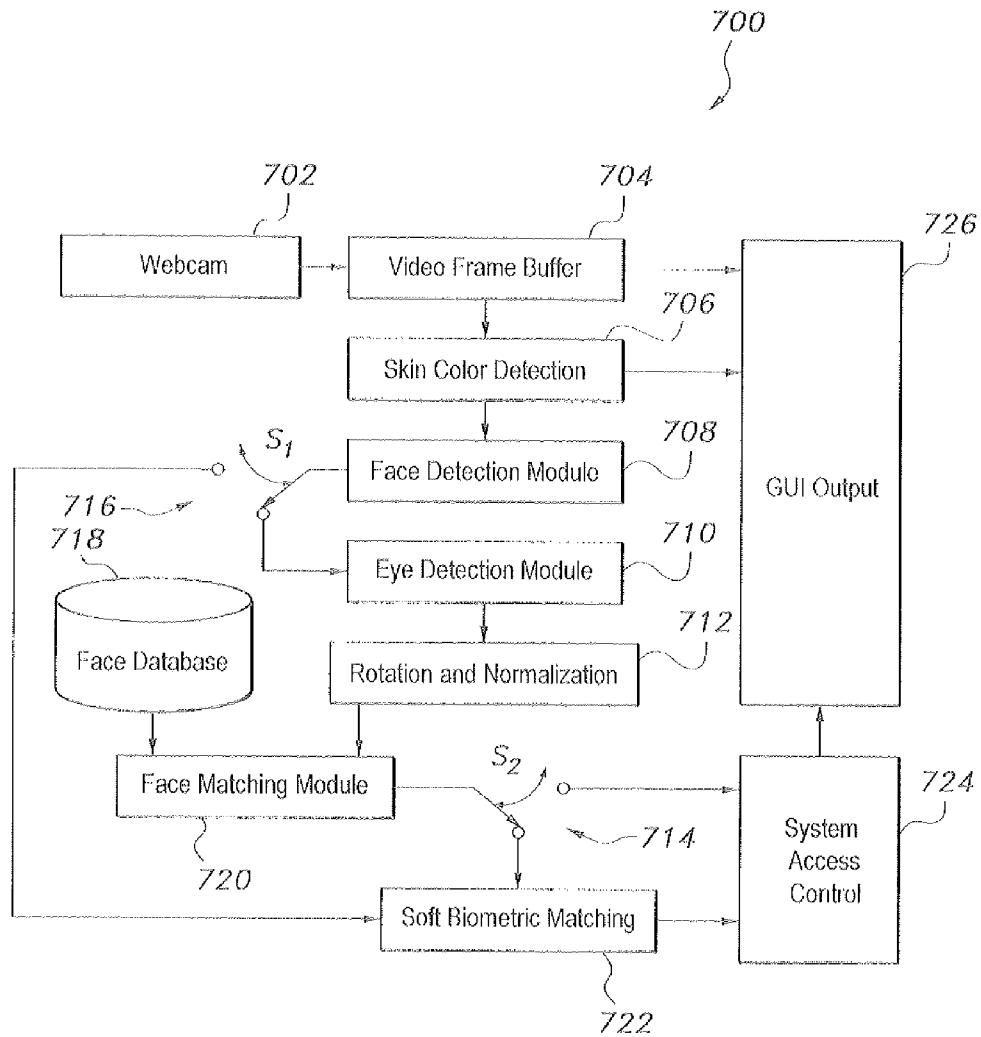 700
702
704
726
Webcam
Video Frame Buffer
706
Skin Color Detection
S1
708
Face Detection Module
GUI Output
716
718
710
Eye Detection Module
712
Face Database
Rotation and Normalization
S2
Face Matching Module
724
714
System
Access
Control
720
Soft Biometric Matching
722